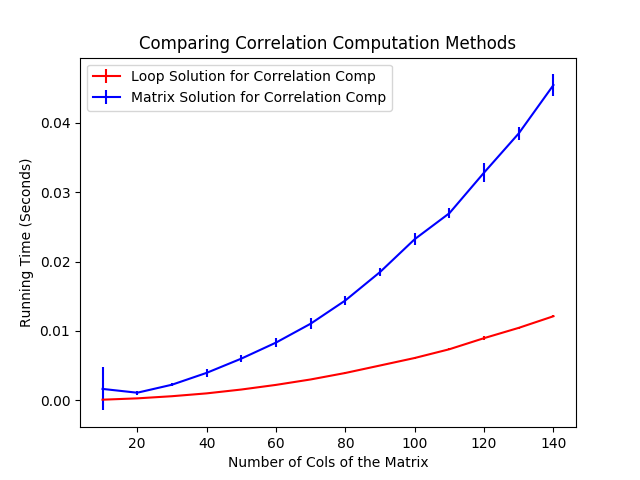 Comparing Correlation Computation Methods
Loop Solution for Correlation Comp
Matrix Solution for Correlation Comp
Running Time (Seconds)
0.04
0.03
0.02
0.01
0.00
20 40 60 80 100 120 140
Number of Cols of the Matrix